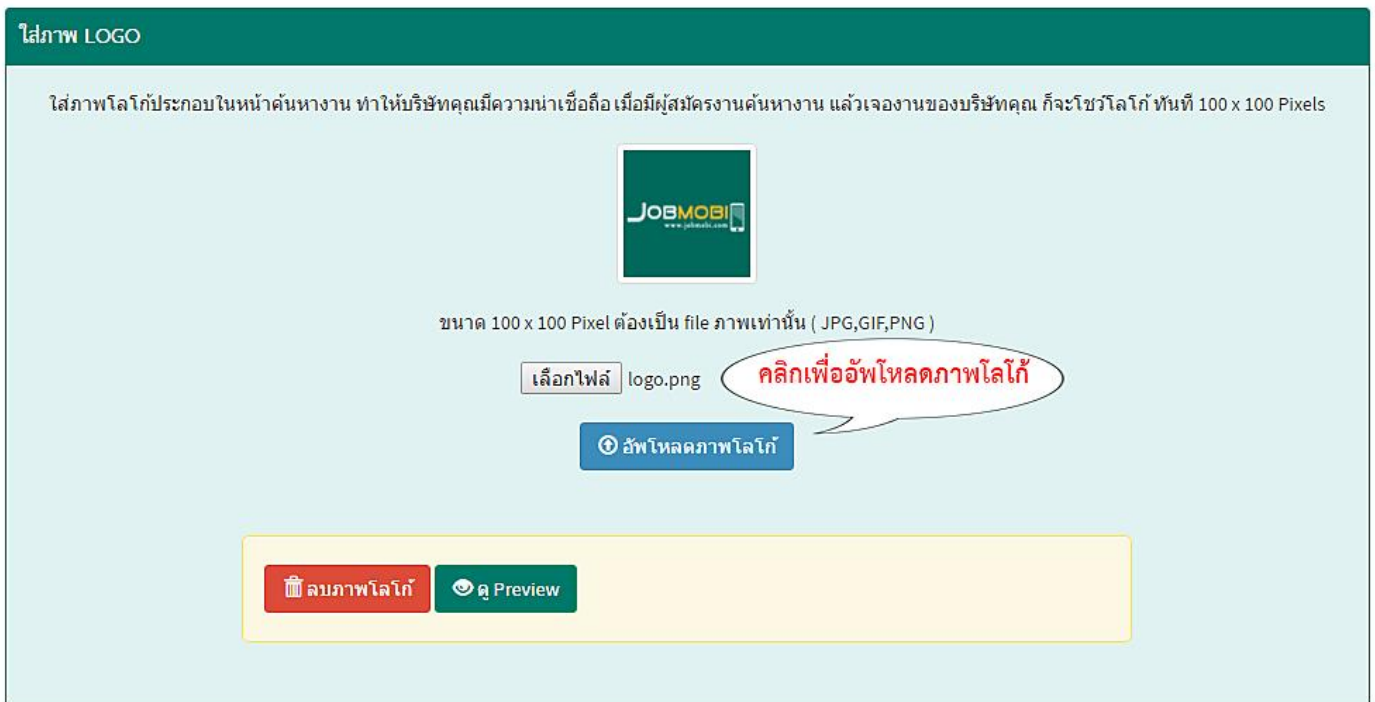 ใส่ภาพ LOGO
ใส่ภาพโลโก้ประกอบในหน้าค้นหางาน ทำให้บริษัทคุณมีความน่าเชื่อถือ เมื่อมีผู้สมัครงานค้นหางาน แล้วเจองานของบริษัทคุณ ก็จะโชว์โลโก้ ทันที 100 x 100 Pixels
JOBMOBI
www.jobmobi.com
ขนาด 100 x 100 Pixel ต้องเป็น file ภาพเท่านั้น ( JPG,GIF,PNG )
เลือกไฟล์ logo.png คลิกเพื่ออัพโหลดภาพโลโก้
อัพโหลดภาพโลโก้
ลบภาพโลโก้ ดู Preview